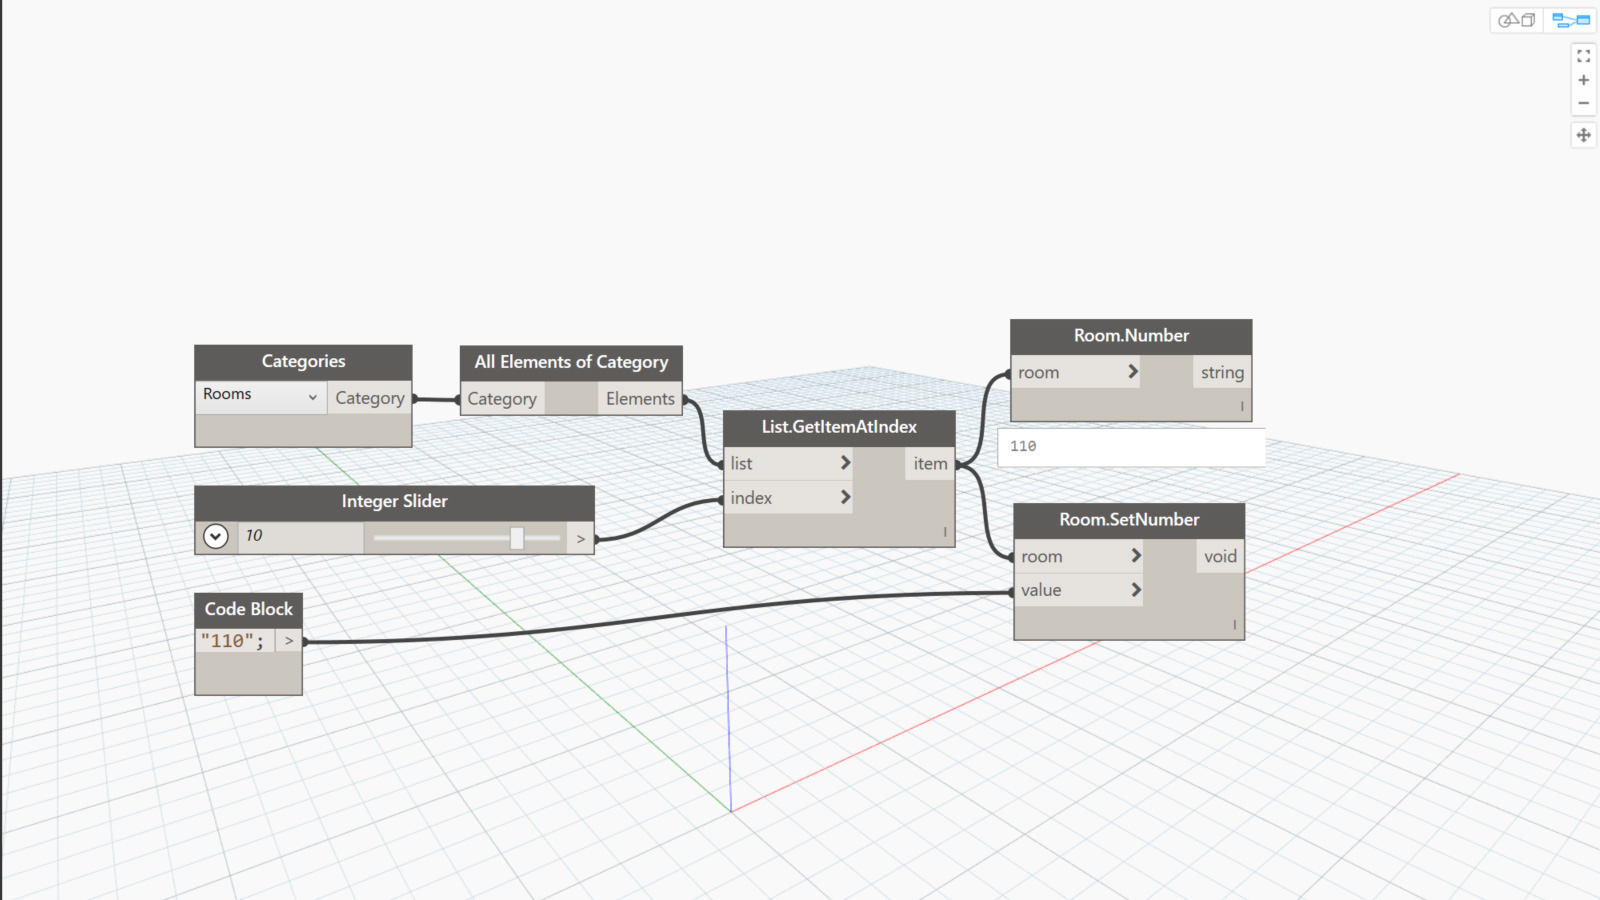 Categories
Rooms
Category
All Elements of Category
Category
Elements
Integer Slider
10
>
Code Block
"110";
>
List.GetItemAtIndex
list
item
index
l
Room.Number
room
string
l
110
Room.SetNumber
room
void
value
l